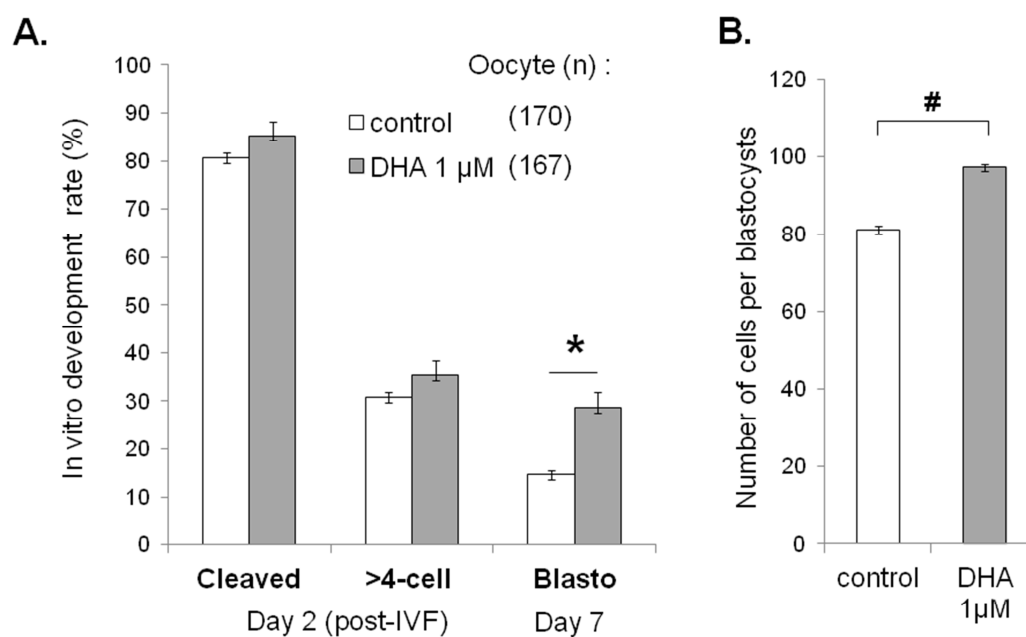 A.
In vitro development rate (%)
100
90
80
70
60
50
40
30
20
10
0
Oocyte (n) :
control (170)
DHA 1 µM (167)
*
Cleaved >4-cell Blasto
Day 2 (post-IVF) Day 7
B.
Number of cells per blastocysts
120
100
80
60
40
20
0
#
control DHA
1µM